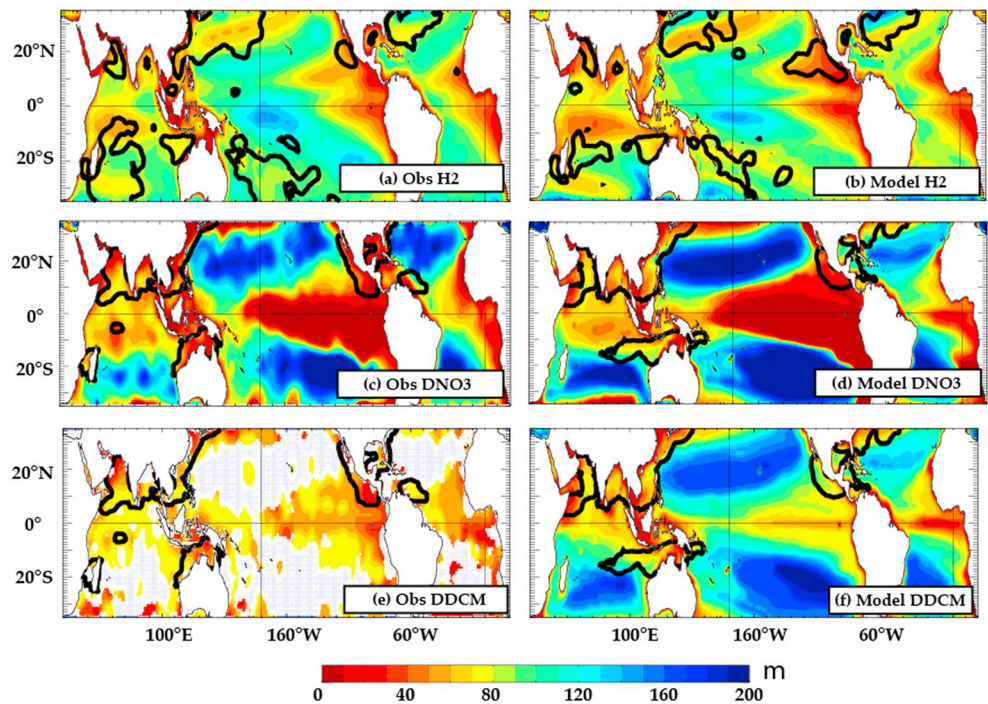 20°N
0°
20°S
(a) Obs H2
(b) Model H2
20°N
0°
20°S
(c) Obs DNO3
(d) Model DNO3
20°N
0°
20°S
(e) Obs DDCM
(f) Model DDCM
100°E 160°W 60°W
100°E 160°W 60°W
0 40 80 120 160 200 m